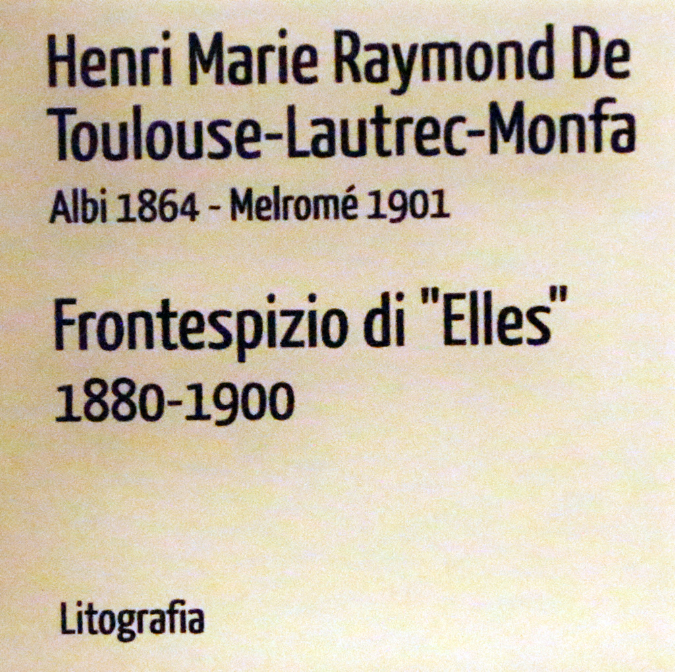 Henri Marie Raymond De
Toulouse-Lautrec-Monfa
Albi 1864 - Melromé 1901
Frontespizio di "Elles"
1880-1900
Litografia